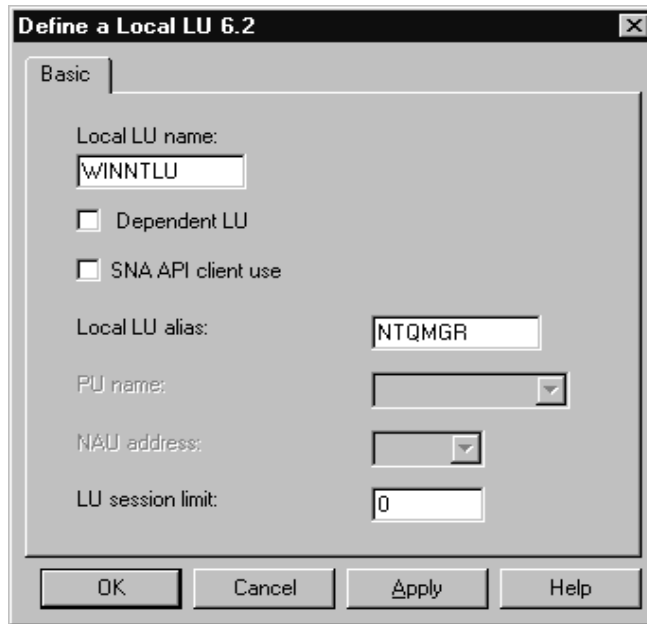 Define a Local LU 6.2
Basic
Local LU name:
WINNTLU
Dependent LU
SNA API client use
Local LU alias: NTQMGR
PU name:
NAU address:
LU session limit: 0
OK Cancel Apply Help